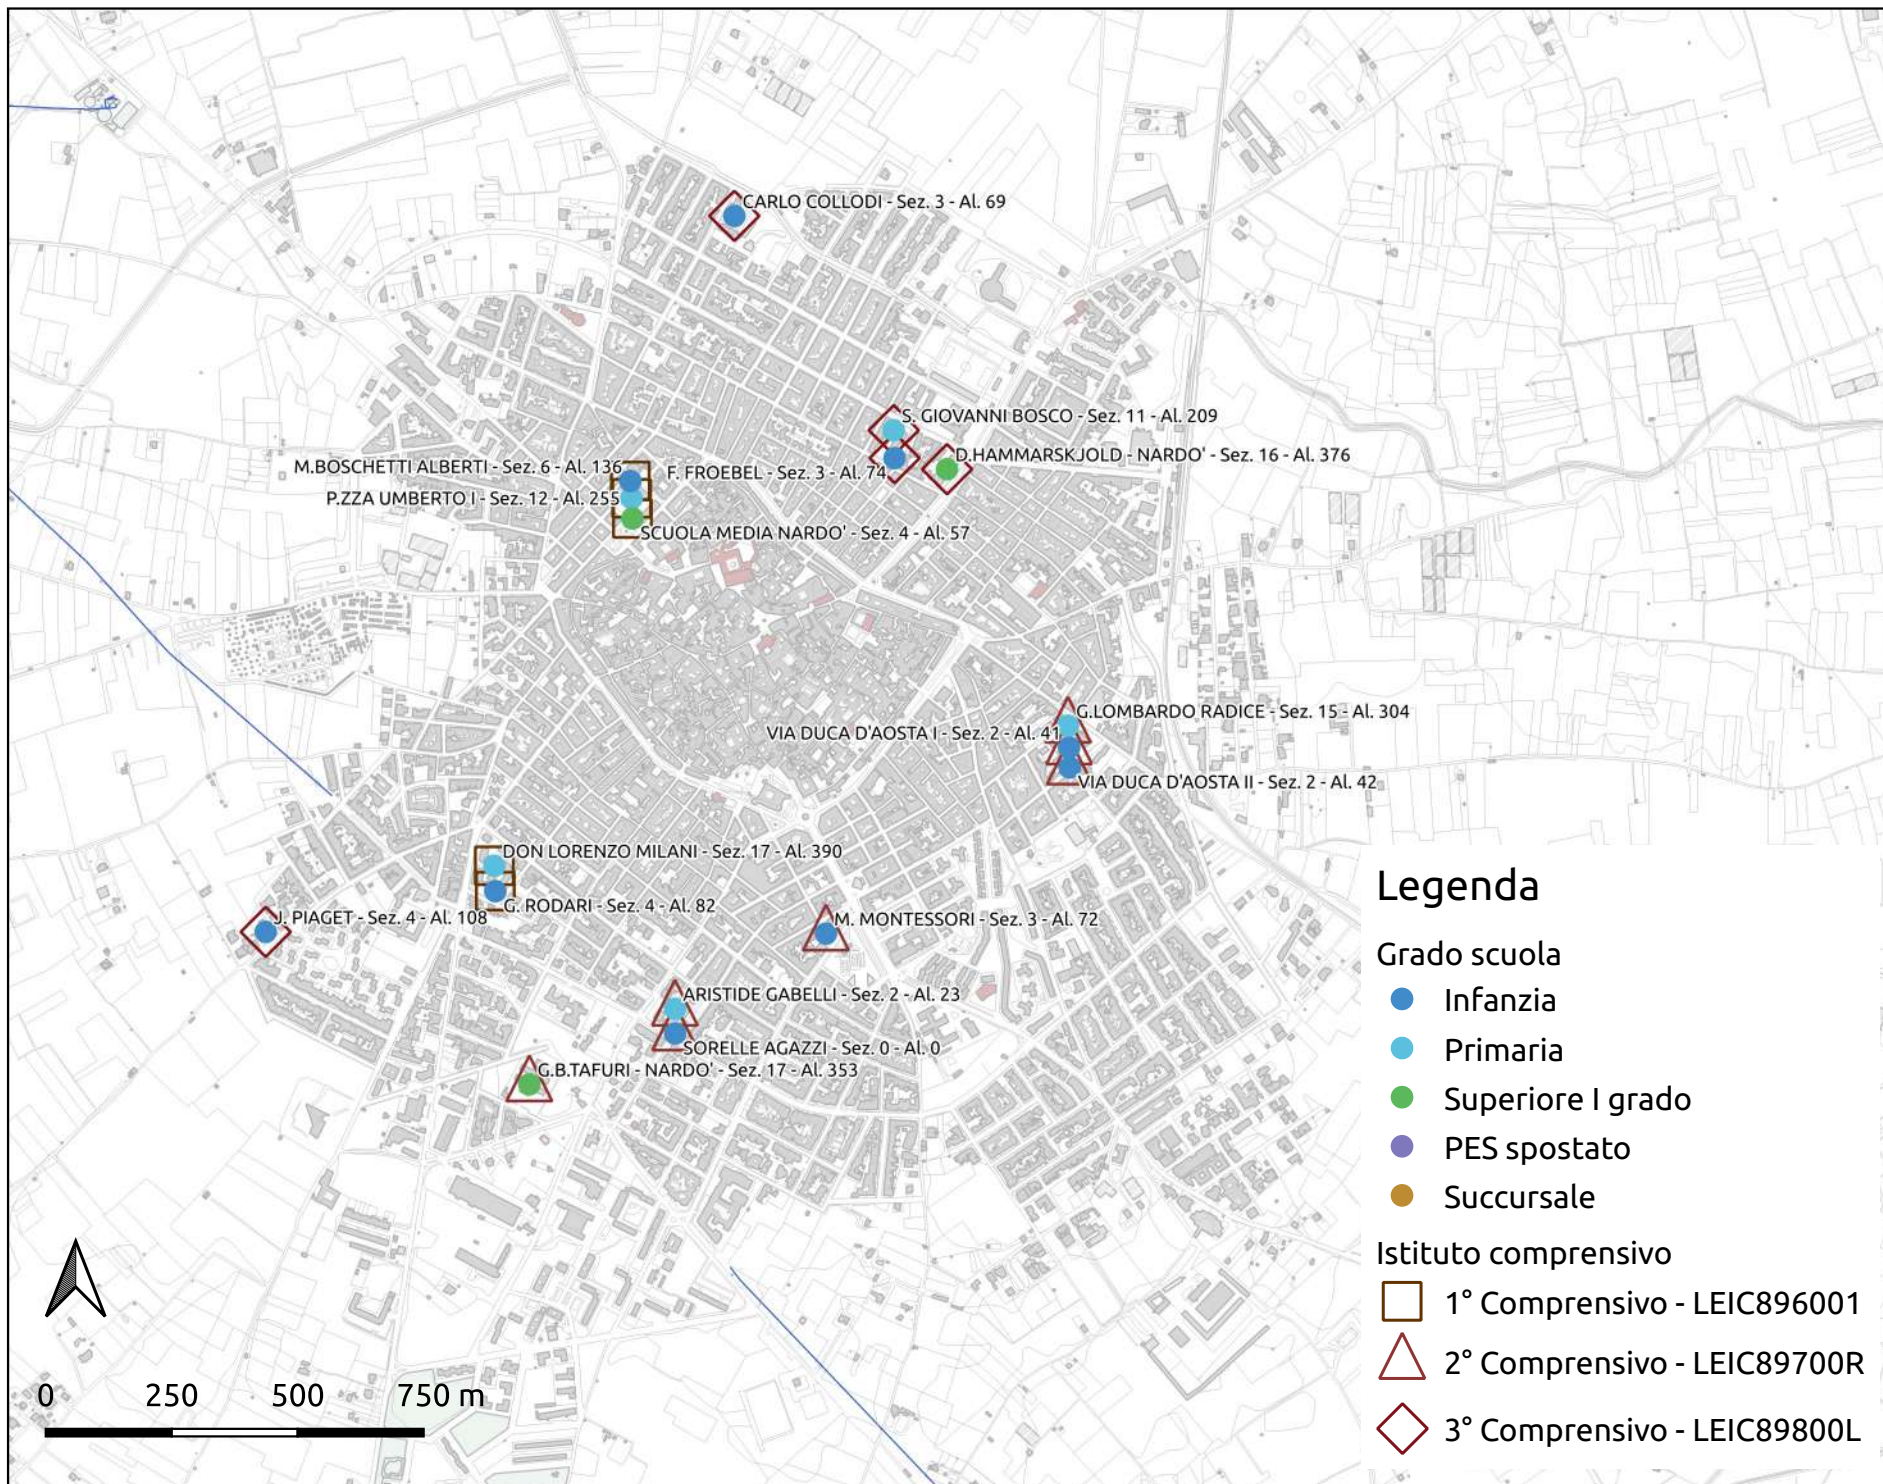 CARLO COLLODI - Sez. 3 - Al. 69
S. GIOVANNI BOSCO - Sez. 11 - Al. 209
D.HAMMARSKJOLD - NARDO' - Sez. 16 - Al. 376
M.BOSCHETTI ALBERTI - Sez. 6 - Al. 136
F. FROEBEL - Sez. 3 - Al. 74
P.ZZA UMBERTO I - Sez. 12 - Al. 255
SCUOLA MEDIA NARDO' - Sez. 4 - Al. 57
G.LOMBARDO RADICE - Sez. 15 - Al. 304
VIA DUCA D'AOSTA I - Sez. 2 - Al. 41
VIA DUCA D'AOSTA II - Sez. 2 - Al. 42
DON LORENZO MILANI - Sez. 17 - Al. 390
G. RODARI - Sez. 4 - Al. 82
J. PIAGET - Sez. 4 - Al. 108
M. MONTESSORI - Sez. 3 - Al. 72
ARISTIDE GABELLI - Sez. 2 - Al. 23
SORELLE AGAZZI - Sez. 0 - Al. 0
G.B.TAFURI - NARDO' - Sez. 17 - Al. 353
Legenda
Grado scuola
Infanzia
Primaria
Superiore I grado
PES spostato
Succursale
Istituto comprensivo
1° Comprensivo - LEIC896001
2° Comprensivo - LEIC89700R
3° Comprensivo - LEIC89800L
0 250 500 750 m